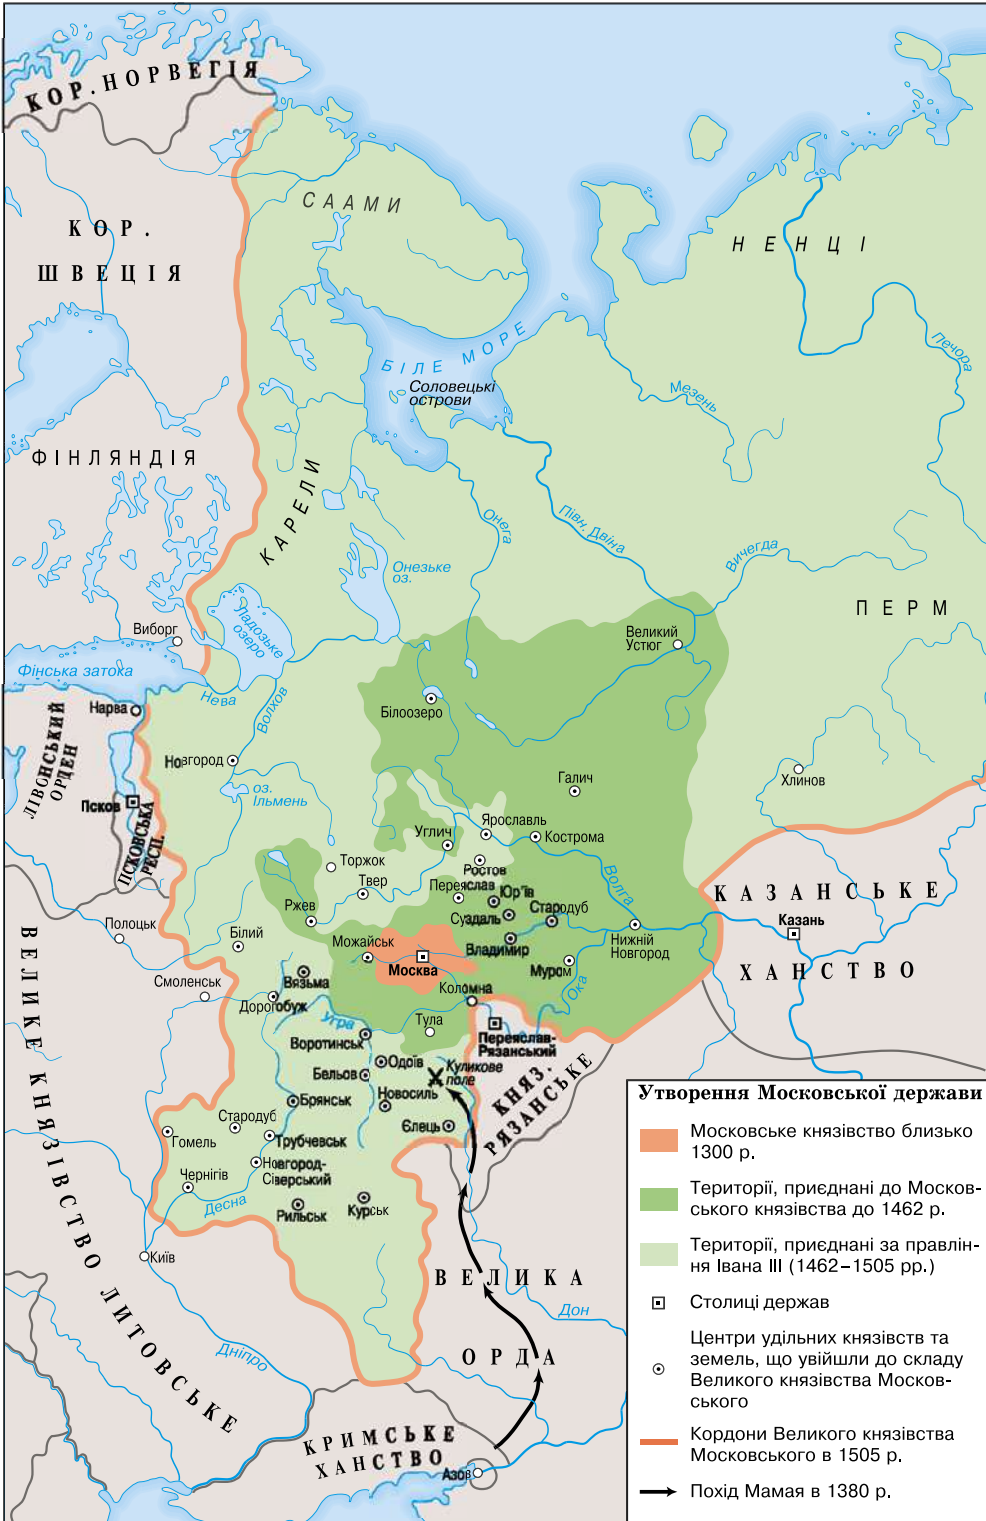 КОР. НОРВЕГІЯ
КОР.
ШВЕЦІЯ
СААМИ
НЕНЦІ
БІЛЕ МОРЕ
Соловецькі
острови
Печора
Мезень
ФІНЛЯНДІЯ
КАРЕЛИ
Онега
Півн. Двіна
Вичегда
Онезьке
оз.
ПЕРМ
Виборг
Ладозьке
озеро
Великий
Устюг
Фінська затока
Нева
Волхов
Нарва
Білоозеро
ЛІВОНСЬКИЙ
ОРДЕН
Новгород
оз.
Ільмень
Галич
Хлинов
Псков
ПСКОВСЬКА
РЕСП.
Углич
Ярославль
Кострома
Торжок
Ростов
Твер
Переяслав
Юр'їв
Волга
КАЗАНСЬКЕ
Ржев
Суздаль
Стародуб
Казань
Полоцьк
Білий
Можайськ
Владимир
Нижній
Новгород
ХАНСТВО
Москва
Муром
Смоленськ
Вязьма
Коломна
Ока
Дорогобуж
Угра
Тула
Переяслав-
Рязанський
Воротинськ
Одоїв
Куликове
поле
Бельов
КНЯЗ.
РЯЗАНСЬКЕ
Новосиль
Брянськ
Стародуб
Єлець
Гомель
Трубчевськ
Новгород-
Сіверський
Чернігів
Десна
Рильськ
Курськ
Київ
ВЕЛИКЕ КНЯЗІВСТВО ЛИТОВСЬКЕ
ВЕЛИКА
ОРДА
Дон
Дніпро
КРИМСЬКЕ
ХАНСТВО
Азов
Утворення Московської держави
Московське князівство близько
1300 р.
Території, приєднані до Москов-
ського князівства до 1462 р.
Території, приєднані за правлін-
ня Івана III (1462–1505 рр.)
Столиці держав
Центри удільних князівств та
земель, що увійшли до складу
Великого князівства Москов-
ського
Кордони Великого князівства
Московського в 1505 р.
Похід Мамая в 1380 р.